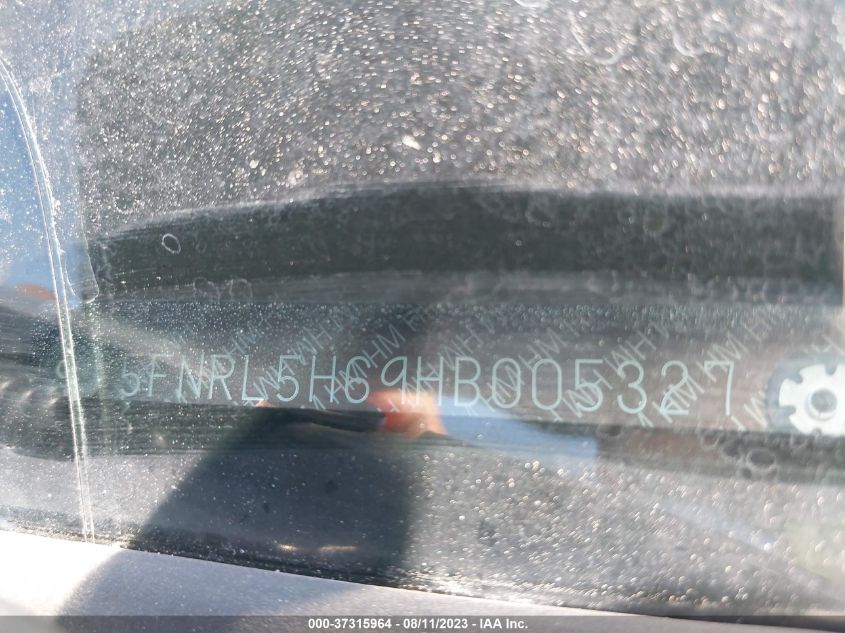 5FNRL5H69HB005327
000-37315964 - 08/11/2023 - IAA Inc.